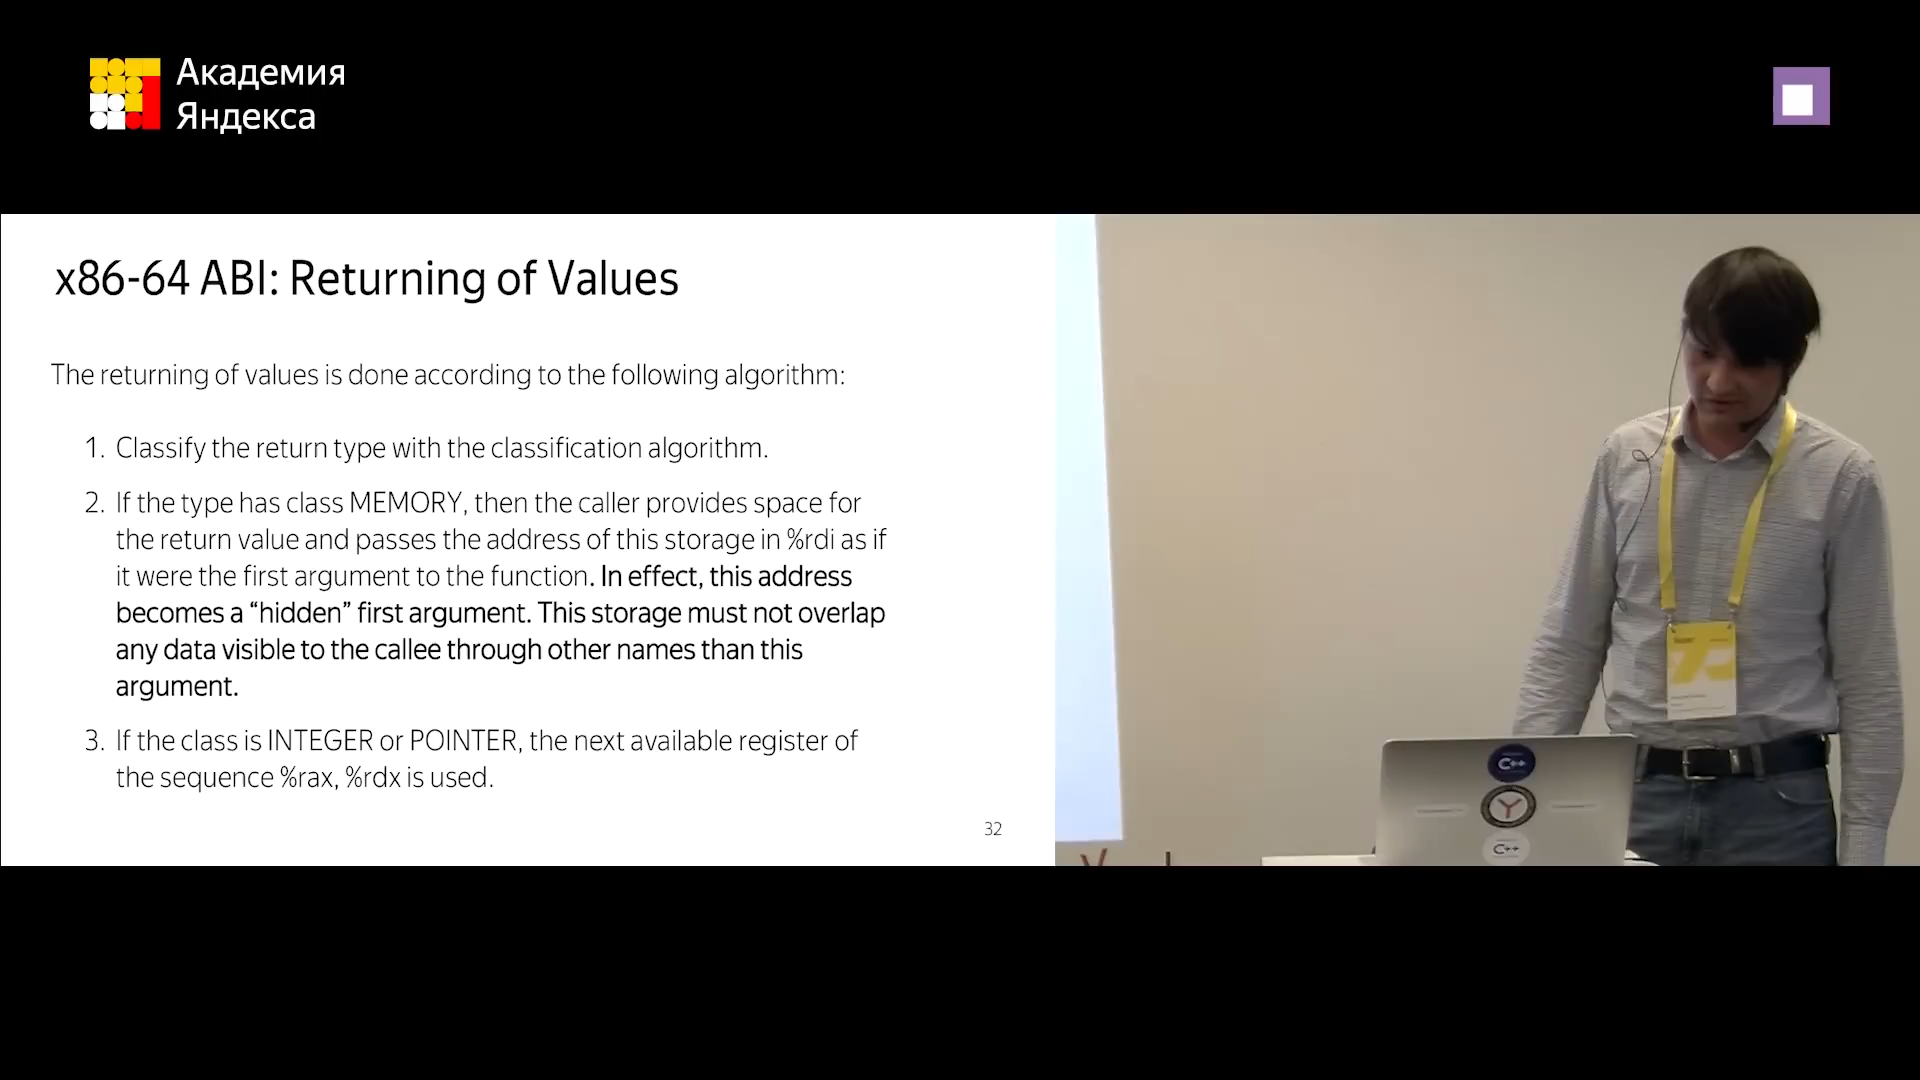 Академия
Яндекса
x86-64 ABI: Returning of Values
The returning of values is done according to the following algorithm:
1. Classify the return type with the classification algorithm.
2. If the type has class MEMORY, then the caller provides space for
the return value and passes the address of this storage in %rdi as if
it were the first argument to the function. In effect, this address
becomes a “hidden” first argument. This storage must not overlap
any data visible to the callee through other names than this
argument.
3. If the class is INTEGER or POINTER, the next available register of
the sequence %rax, %rdx is used.
32
C++
Y
C++